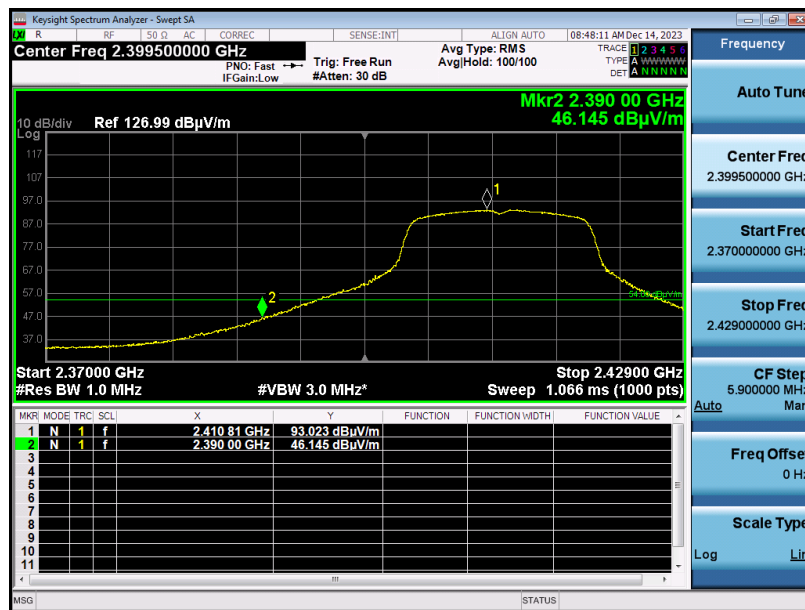 Keysight Spectrum Analyzer - Swept SA
LXI R RF 50 Ω AC CORREC SENSE:INT ALIGN AUTO 08:48:11 AM Dec 14, 2023
Center Freq 2.399500000 GHz
PNO: Fast
IFGain:Low
Trig: Free Run
#Atten: 30 dB
Avg Type: RMS
Avg|Hold: 100/100
TRACE 1 2 3 4 5 6
TYPE A W W W W W
DET A N N N N N
Mkr2 2.390 00 GHz
46.145 dBµV/m
10 dB/div Ref 126.99 dBµV/m
Log
117
107
97.0
87.0
77.0
67.0
57.0
47.0
37.0
1
2
54.00 dBµV/m
Start 2.37000 GHz Stop 2.42900 GHz
#Res BW 1.0 MHz #VBW 3.0 MHz* Sweep 1.066 ms (1000 pts)
MKR MODE TRC SCL X Y FUNCTION FUNCTION WIDTH FUNCTION VALUE
1 N 1 f 2.410 81 GHz 93.023 dBµV/m
2 N 1 f 2.390 00 GHz 46.145 dBµV/m
3
4
5
6
7
8
9
10
11
MSG STATUS
Frequency
Auto Tune
Center Freq
2.399500000 GHz
Start Freq
2.370000000 GHz
Stop Freq
2.429000000 GHz
CF Step
5.900000 MHz
Auto Man
Freq Offset
0 Hz
Scale Type
Log Lin